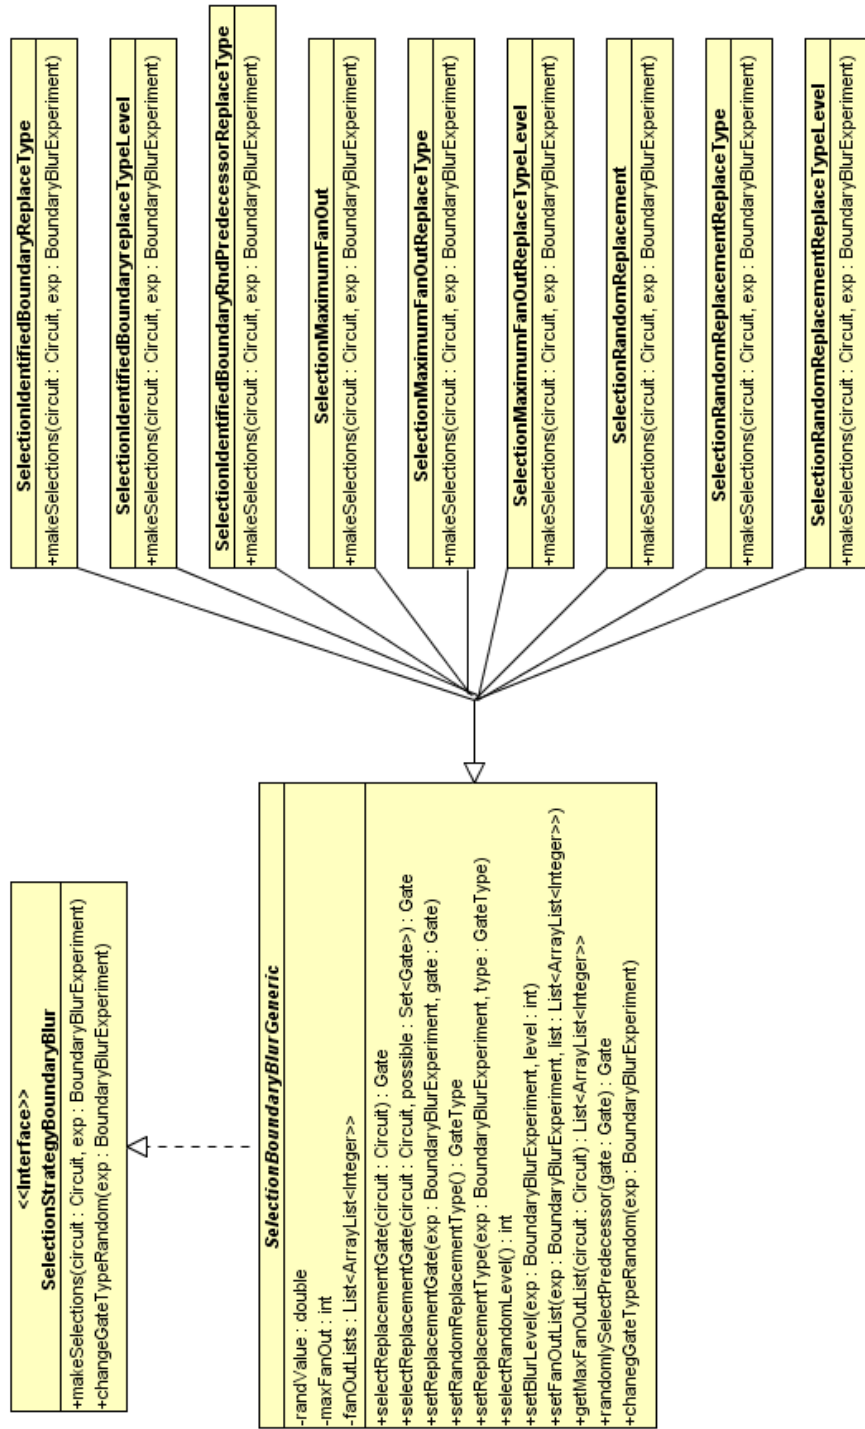 <<Interface>>
SelectionStrategyBoundaryBlur
+makeSelections(circuit : Circuit, exp : BoundaryBlurExperiment)
+changeGateTypeRandom(exp : BoundaryBlurExperiment)
SelectionBoundaryBlurGeneric
-randValue : double
-maxFanOut : int
-fanOutLists : List<ArrayList<Integer>>
+selectReplacementGate(circuit : Circuit) : Gate
+selectReplacementGate(circuit : Circuit, possible : Set<Gate>) : Gate
+setReplacementGate(exp : BoundaryBlurExperiment, gate : Gate)
+setRandomReplacementType() : GateType
+setReplacementType(exp : BoundaryBlurExperiment, type : GateType)
+selectRandomLevel() : int
+setBlurLevel(exp : BoundaryBlurExperiment, level : int)
+setFanOutList(exp : BoundaryBlurExperiment, list : List<ArrayList<Integer>>)
+getMaxFanOutList(circuit : Circuit) : List<ArrayList<Integer>>
+randomlySelectPredecessor(gate : Gate) : Gate
+chanegGateTypeRandom(exp : BoundaryBlurExperiment)
SelectionIdentifiedBoundaryReplaceType
+makeSelections(circuit : Circuit, exp : BoundaryBlurExperiment)
SelectionIdentifiedBoundaryreplaceTypeLevel
+makeSelections(circuit : Circuit, exp : BoundaryBlurExperiment)
SelectionIdentifiedBoundaryRndPredecessorReplaceType
+makeSelections(circuit : Circuit, exp : BoundaryBlurExperiment)
SelectionMaximumFanOut
+makeSelections(circuit : Circuit, exp : BoundaryBlurExperiment)
SelectionMaximumFanOutReplaceType
+makeSelections(circuit : Circuit, exp : BoundaryBlurExperiment)
SelectionMaximumFanOutReplaceTypeLevel
+makeSelections(circuit : Circuit, exp : BoundaryBlurExperiment)
SelectionRandomReplacement
+makeSelections(circuit : Circuit, exp : BoundaryBlurExperiment)
SelectionRandomReplacementReplaceType
+makeSelections(circuit : Circuit, exp : BoundaryBlurExperiment)
SelectionRandomReplacementReplaceTypeLevel
+makeSelections(circuit : Circuit, exp : BoundaryBlurExperiment)